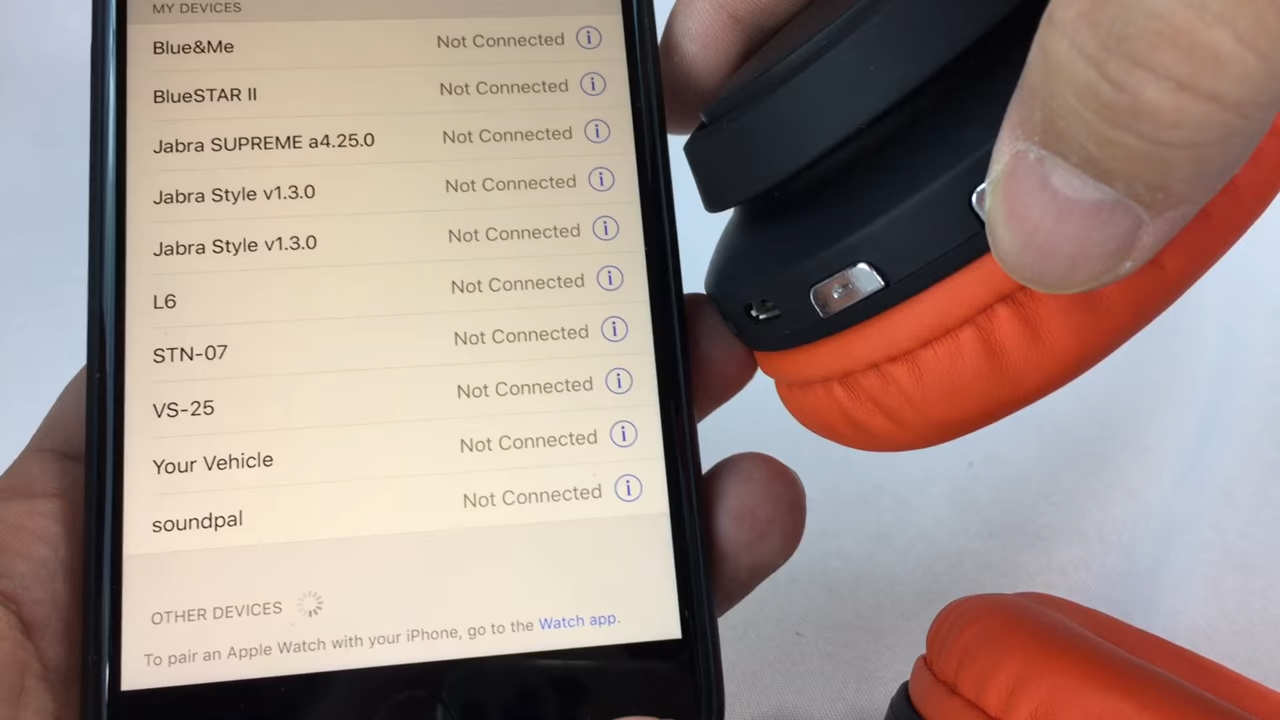 MY DEVICES
Blue&Me Not Connected i
BlueSTAR II Not Connected i
Jabra SUPREME a4.25.0 Not Connected i
Jabra Style v1.3.0 Not Connected i
Jabra Style v1.3.0 Not Connected i
L6 Not Connected i
STN-07 Not Connected i
VS-25 Not Connected i
Your Vehicle Not Connected i
soundpal Not Connected i
OTHER DEVICES
To pair an Apple Watch with your iPhone, go to the Watch app.